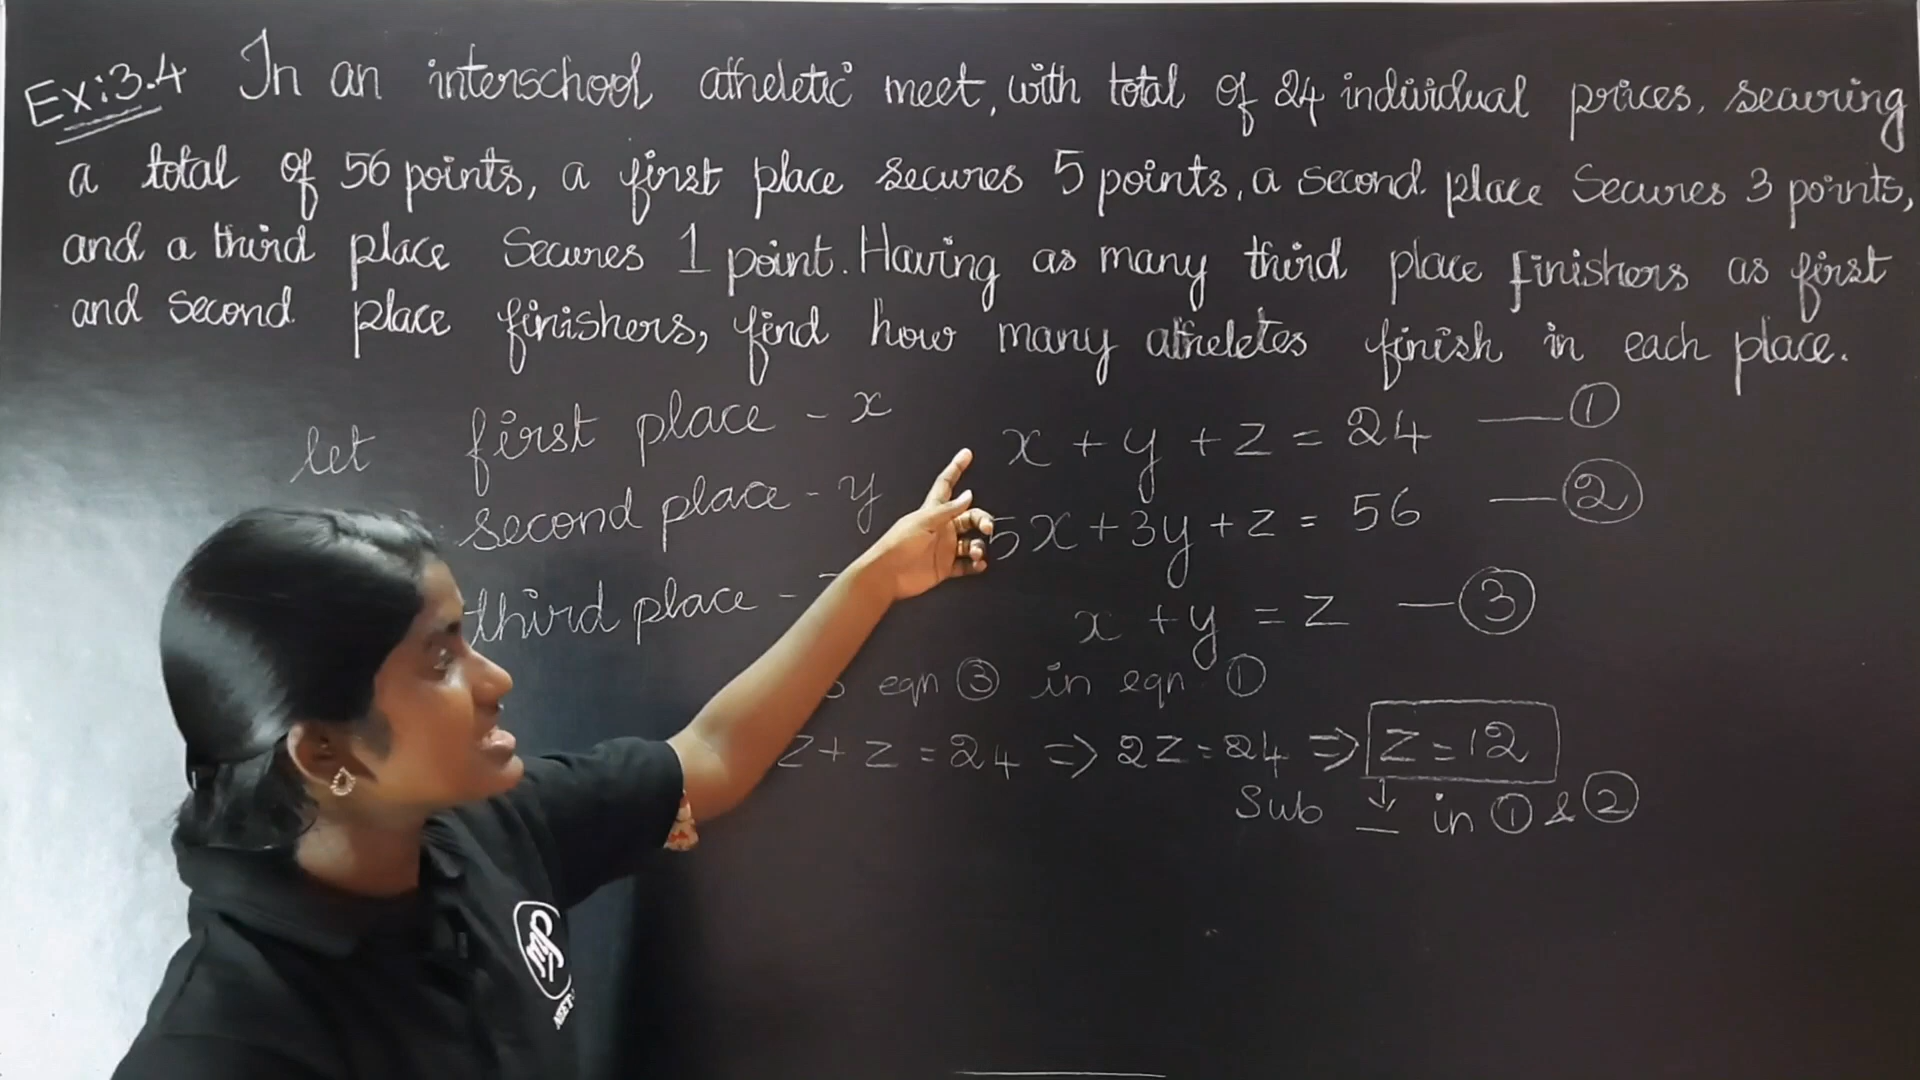 Ex:3.4 In an interschool atheletic meet, with total of 24 individual prices, securing
a total of 56 points, a first place secures 5 points, a second place secures 3 points,
and a third place secures 1 point. Having as many third place finishers as first
and second place finishers, find how many atheletes finish in each place.
let first place - x
second place - y
third place -
x + y + z = 24 — ①
5x + 3y + z = 56 — ②
x + y = z — ③
eqn ③ in eqn ①
z + z = 24 ⇒ 2z = 24 ⇒ z = 12
Sub ↓ in ① & ②